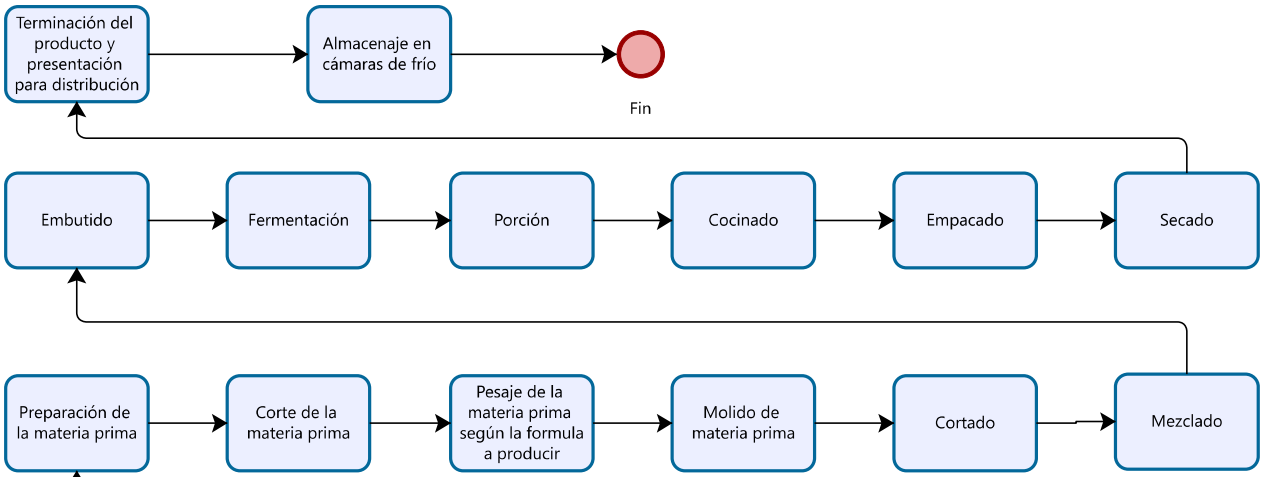 Terminación del
producto y
presentación
para distribución
Almacenaje en
cámaras de frío
Fin
Embutido
Fermentación
Porción
Cocinado
Empacado
Secado
Preparación de
la materia prima
Corte de la
materia prima
Pesaje de la
materia prima
según la formula
a producir
Molido de
materia prima
Cortado
Mezclado